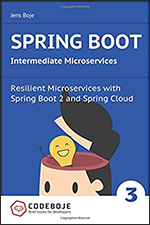 Jens Boje
SPRING BOOT
Intermediate Microservices
Resilient Microservices with
Spring Boot 2 and Spring Cloud
3
CODEBOJE
Brief books for developers